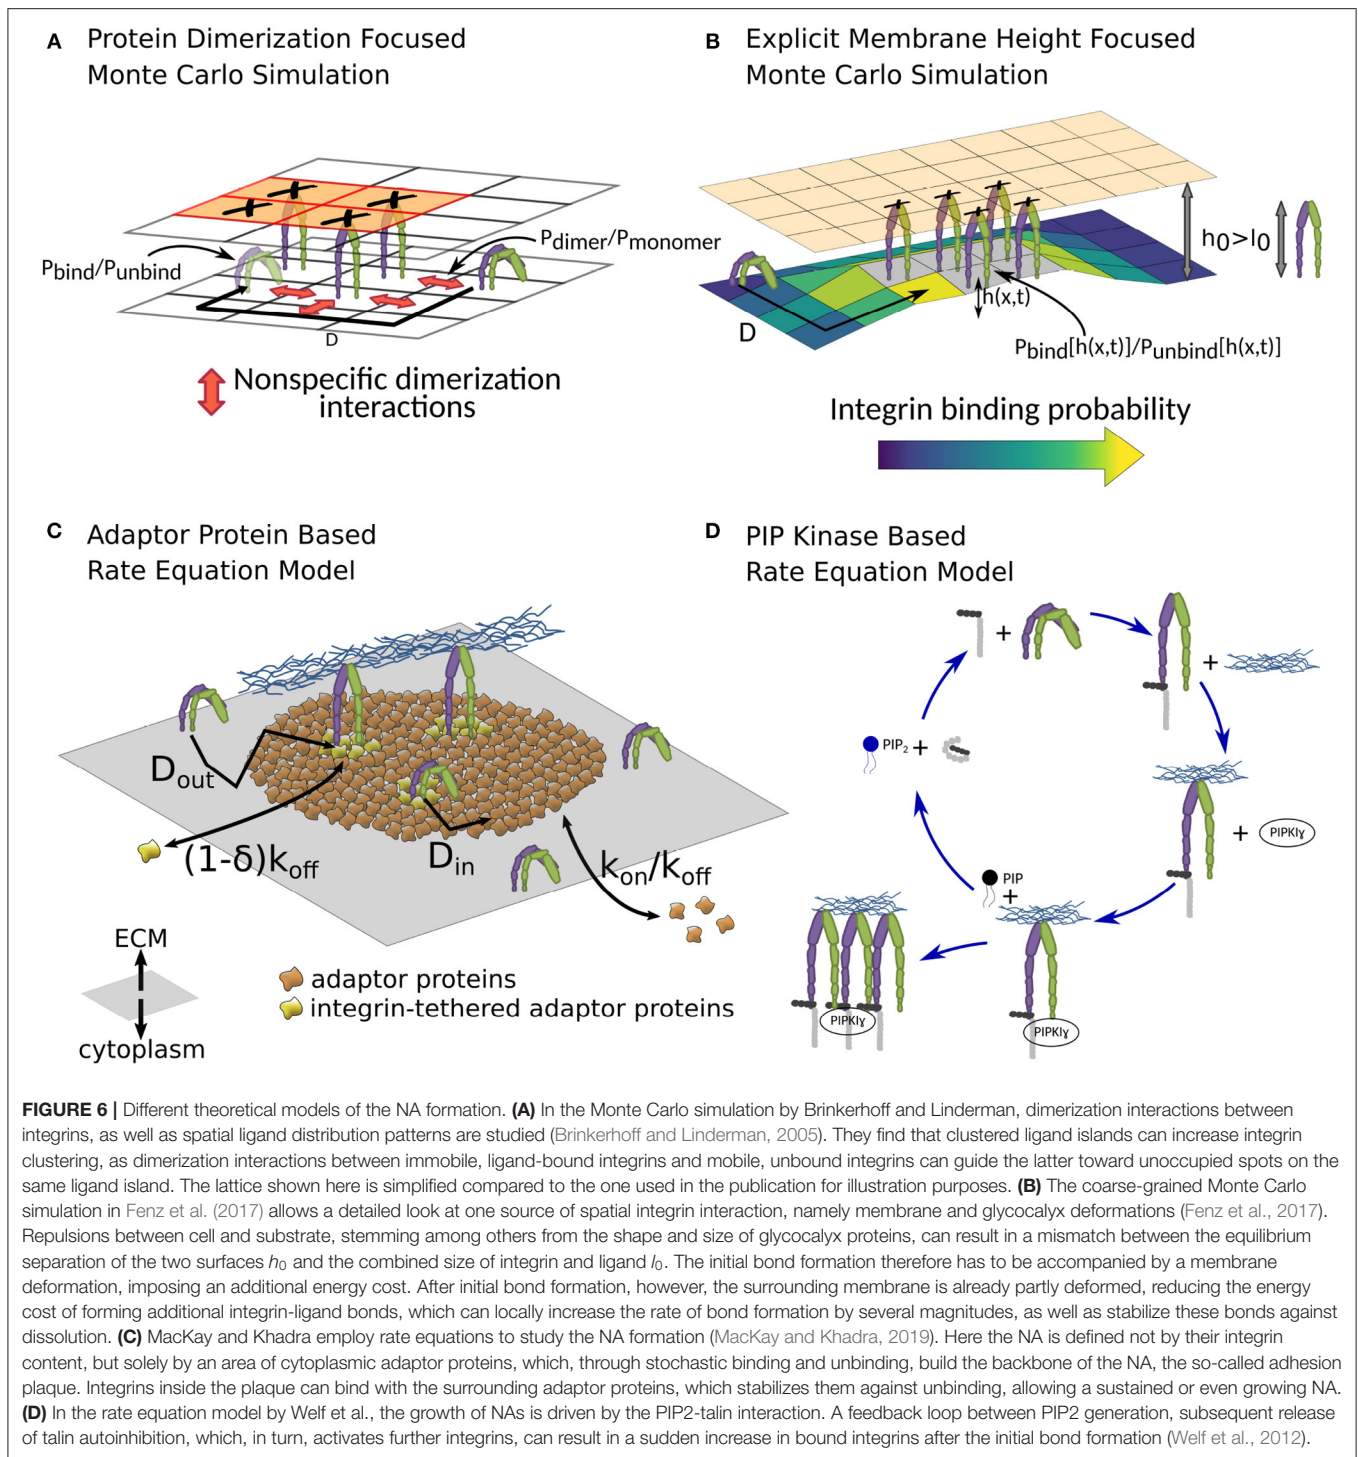 A Protein Dimerization Focused
Monte Carlo Simulation
Pbind/Punbind
Pdimer/Pmonomer
D
Nonspecific dimerization
interactions
B Explicit Membrane Height Focused
Monte Carlo Simulation
h0>l0
h(x,t)
D
Pbind[h(x,t)]/Punbind[h(x,t)]
Integrin binding probability
C Adaptor Protein Based
Rate Equation Model
Dout
(1-δ)koff
Din
kon/koff
ECM
cytoplasm
adaptor proteins
integrin-tethered adaptor proteins
D PIP Kinase Based
Rate Equation Model
+
+
PIP2 +
+ PIPKIγ
PIP
+
PIPKIγ
PIPKIγ
FIGURE 6 | Different theoretical models of the NA formation. (A) In the Monte Carlo simulation by Brinkerhoff and Linderman, dimerization interactions between
integrins, as well as spatial ligand distribution patterns are studied (Brinkerhoff and Linderman, 2005). They find that clustered ligand islands can increase integrin
clustering, as dimerization interactions between immobile, ligand-bound integrins and mobile, unbound integrins can guide the latter toward unoccupied spots on the
same ligand island. The lattice shown here is simplified compared to the one used in the publication for illustration purposes. (B) The coarse-grained Monte Carlo
simulation in Fenz et al. (2017) allows a detailed look at one source of spatial integrin interaction, namely membrane and glycocalyx deformations (Fenz et al., 2017).
Repulsions between cell and substrate, stemming among others from the shape and size of glycocalyx proteins, can result in a mismatch between the equilibrium
separation of the two surfaces h0 and the combined size of integrin and ligand l0. The initial bond formation therefore has to be accompanied by a membrane
deformation, imposing an additional energy cost. After initial bond formation, however, the surrounding membrane is already partly deformed, reducing the energy
cost of forming additional integrin-ligand bonds, which can locally increase the rate of bond formation by several magnitudes, as well as stabilize these bonds against
dissolution. (C) MacKay and Khadra employ rate equations to study the NA formation (MacKay and Khadra, 2019). Here the NA is defined not by their integrin
content, but solely by an area of cytoplasmic adaptor proteins, which, through stochastic binding and unbinding, build the backbone of the NA, the so-called adhesion
plaque. Integrins inside the plaque can bind with the surrounding adaptor proteins, which stabilizes them against unbinding, allowing a sustained or even growing NA.
(D) In the rate equation model by Welf et al., the growth of NAs is driven by the PIP2-talin interaction. A feedback loop between PIP2 generation, subsequent release
of talin autoinhibition, which, in turn, activates further integrins, can result in a sudden increase in bound integrins after the initial bond formation (Welf et al., 2012).